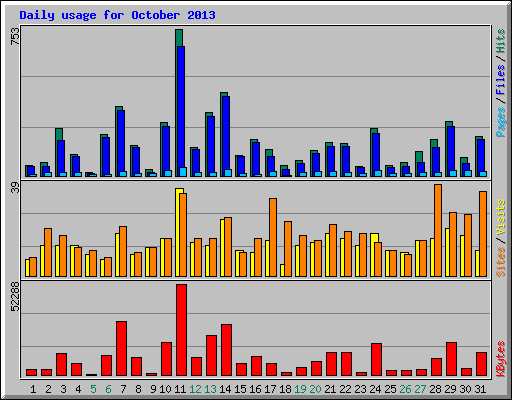 Daily usage for October 2013
753
Pages / Files / Hits
39
Sites / Visits
52288
KBytes
1 2 3 4 5 6 7 8 9 10 11 12 13 14 15 16 17 18 19 20 21 22 23 24 25 26 27 28 29 30 31